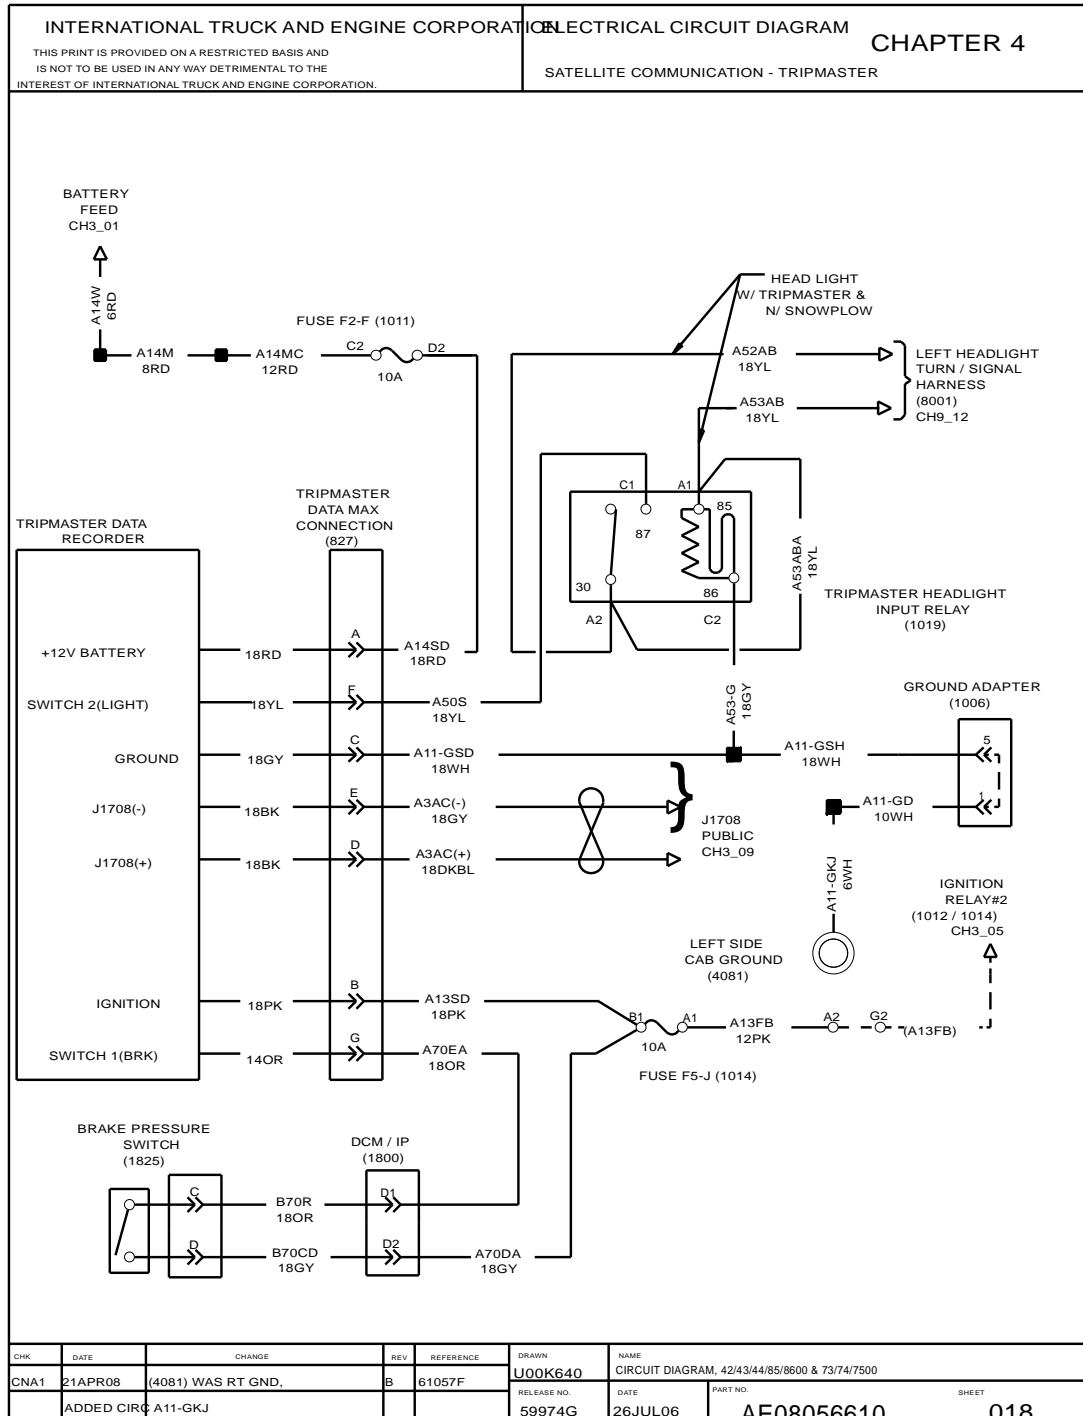 INTERNATIONAL TRUCK AND ENGINE CORPORATION
THIS PRINT IS PROVIDED ON A RESTRICTED BASIS AND
IS NOT TO BE USED IN ANY WAY DETRIMENTAL TO THE
INTEREST OF INTERNATIONAL TRUCK AND ENGINE CORPORATION.
ELECTRICAL CIRCUIT DIAGRAM
CHAPTER 4
SATELLITE COMMUNICATION - TRIPMASTER
BATTERY
FEED
CH3_01
A14W
6RD
A14M
8RD
A14MC
12RD
FUSE F2-F (1011)
C2
D2
10A
HEAD LIGHT
W/ TRIPMASTER &
N/ SNOWPLOW
A52AB
18YL
A53AB
18YL
LEFT HEADLIGHT
TURN / SIGNAL
HARNESS
(8001)
CH9_12
C1
A1
85
87
30
86
A2
C2
A53ABA
18YL
TRIPMASTER HEADLIGHT
INPUT RELAY
(1019)
TRIPMASTER DATA
RECORDER
TRIPMASTER
DATA MAX
CONNECTION
(827)
+12V BATTERY
18RD
A
A14SD
18RD
SWITCH 2(LIGHT)
18YL
F
A50S
18YL
GROUND
18GY
C
A11-GSD
18WH
A53-G
18GY
A11-GSH
18WH
GROUND ADAPTER
(1006)
5
1
J1708(-)
18BK
E
A3AC(-)
18GY
J1708(+)
18BK
D
A3AC(+)
18DKBL
J1708
PUBLIC
CH3_09
A11-GD
10WH
A11-GKJ
6WH
LEFT SIDE
CAB GROUND
(4081)
IGNITION
RELAY#2
(1012 / 1014)
CH3_05
IGNITION
18PK
B
A13SD
18PK
SWITCH 1(BRK)
14OR
G
A70EA
18OR
B1
A1
10A
FUSE F5-J (1014)
A13FB
12PK
A2
G2
(A13FB)
BRAKE PRESSURE
SWITCH
(1825)
DCM / IP
(1800)
C
B70R
18OR
D1
D
B70CD
18GY
D2
A70DA
18GY
CHK
DATE
CHANGE
REV
REFERENCE
CNA1
21APR08
(4081) WAS RT GND,
B
61057F
ADDED CIRC A11-GKJ
DRAWN
U00K640
NAME
CIRCUIT DIAGRAM, 42/43/44/85/8600 & 73/74/7500
RELEASE NO.
59974G
DATE
26JUL06
PART NO.
AE08056610
SHEET
018